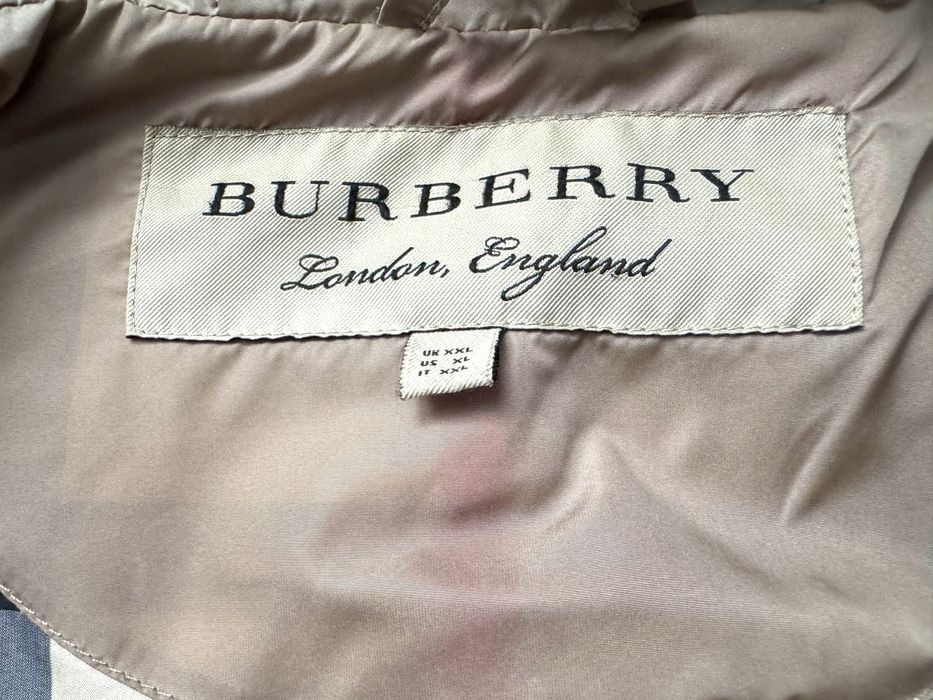 BURBERRY
London, England
UK XXL
US XL
IT XXL